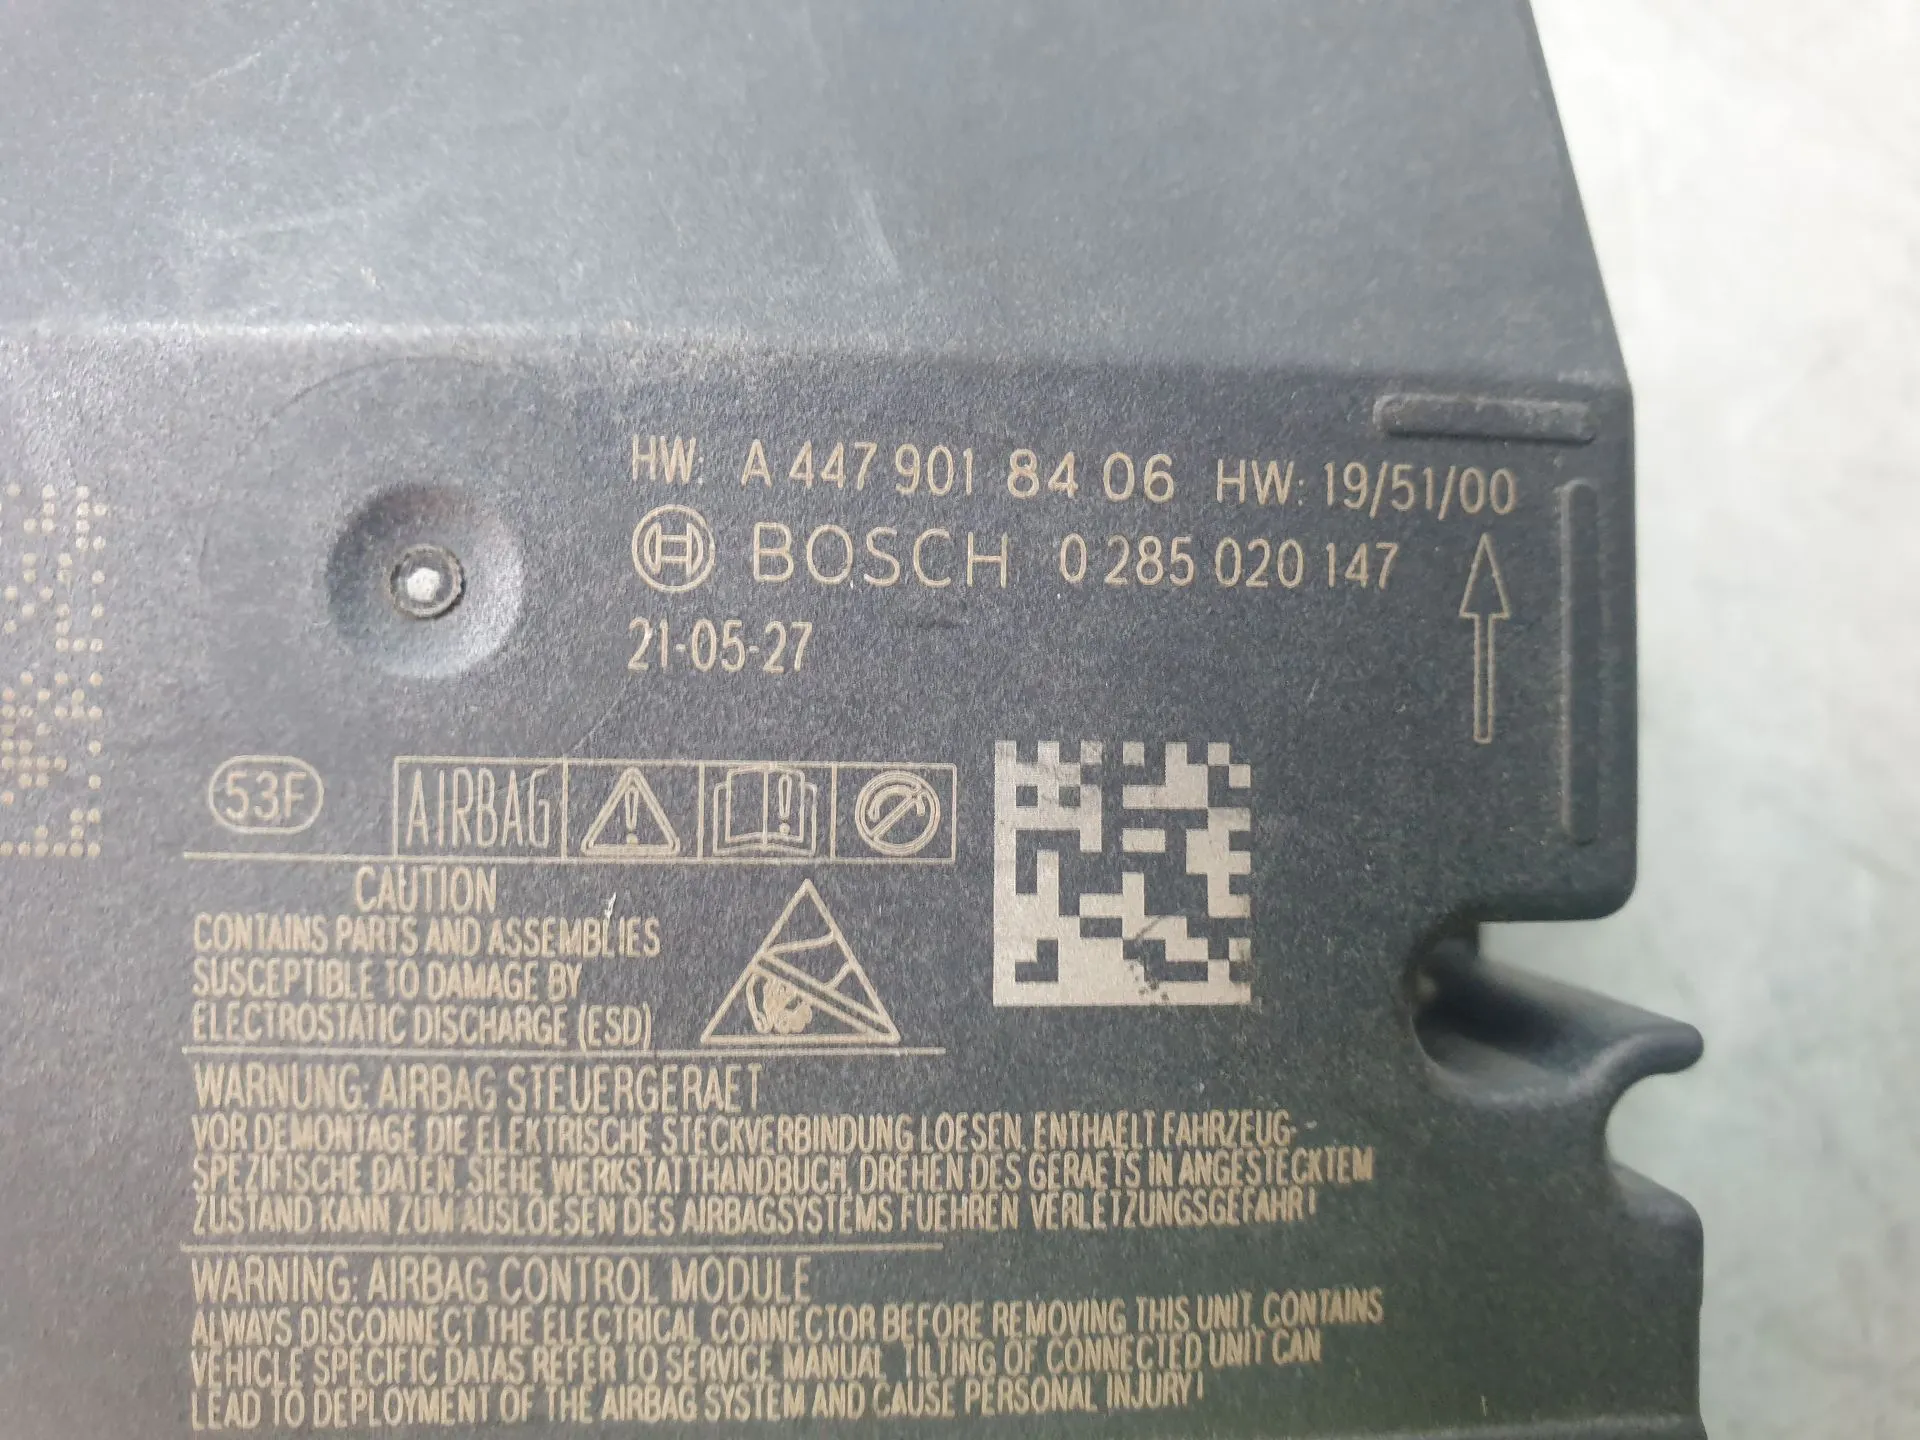 HW: A 447 901 84 06 HW: 19/51/00
BOSCH 0 285 020 147
21-05-27
53F
AIRBAG
CAUTION
CONTAINS PARTS AND ASSEMBLIES
SUSCEPTIBLE TO DAMAGE BY
ELECTROSTATIC DISCHARGE (ESD)
WARNUNG: AIRBAG STEUERGERAET
VOR DEMONTAGE DIE ELEKTRISCHE STECKVERBINDUNG LOESEN, ENTHAELT FAHRZEUG-
SPEZIFISCHE DATEN. SIEHE WERKSTATTHANDBUCH, DREHEN DES GERAETS IN ANGESTECKTEM
ZUSTAND KANN ZUM AUSLOESEN DES AIRBAGSYSTEMS FUEHREN VERLETZUNGSGEFAHR!
WARNING: AIRBAG CONTROL MODULE
ALWAYS DISCONNECT THE ELECTRICAL CONNECTOR BEFORE REMOVING THIS UNIT. CONTAINS
VEHICLE SPECIFIC DATAS REFER TO SERVICE MANUAL, TILTING OF CONNECTED UNIT CAN
LEAD TO DEPLOYMENT OF THE AIRBAG SYSTEM AND CAUSE PERSONAL INJURY!